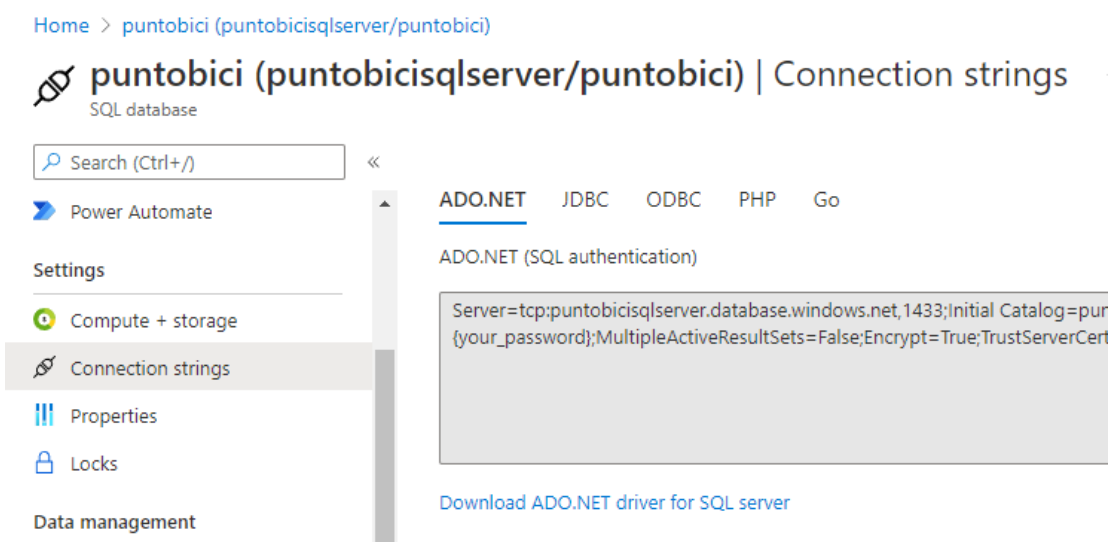 Home > puntobici (puntobicisqlserver/puntobici)
puntobici (puntobicisqlserver/puntobici) | Connection strings
SQL database
Search (Ctrl+/)
«
Power Automate
Settings
Compute + storage
Connection strings
Properties
Locks
Data management
ADO.NET JDBC ODBC PHP Go
ADO.NET (SQL authentication)
Server=tcp:puntobicisqlserver.database.windows.net,1433;Initial Catalog=pun
{your_password};MultipleActiveResultSets=False;Encrypt=True;TrustServerCert
Download ADO.NET driver for SQL server